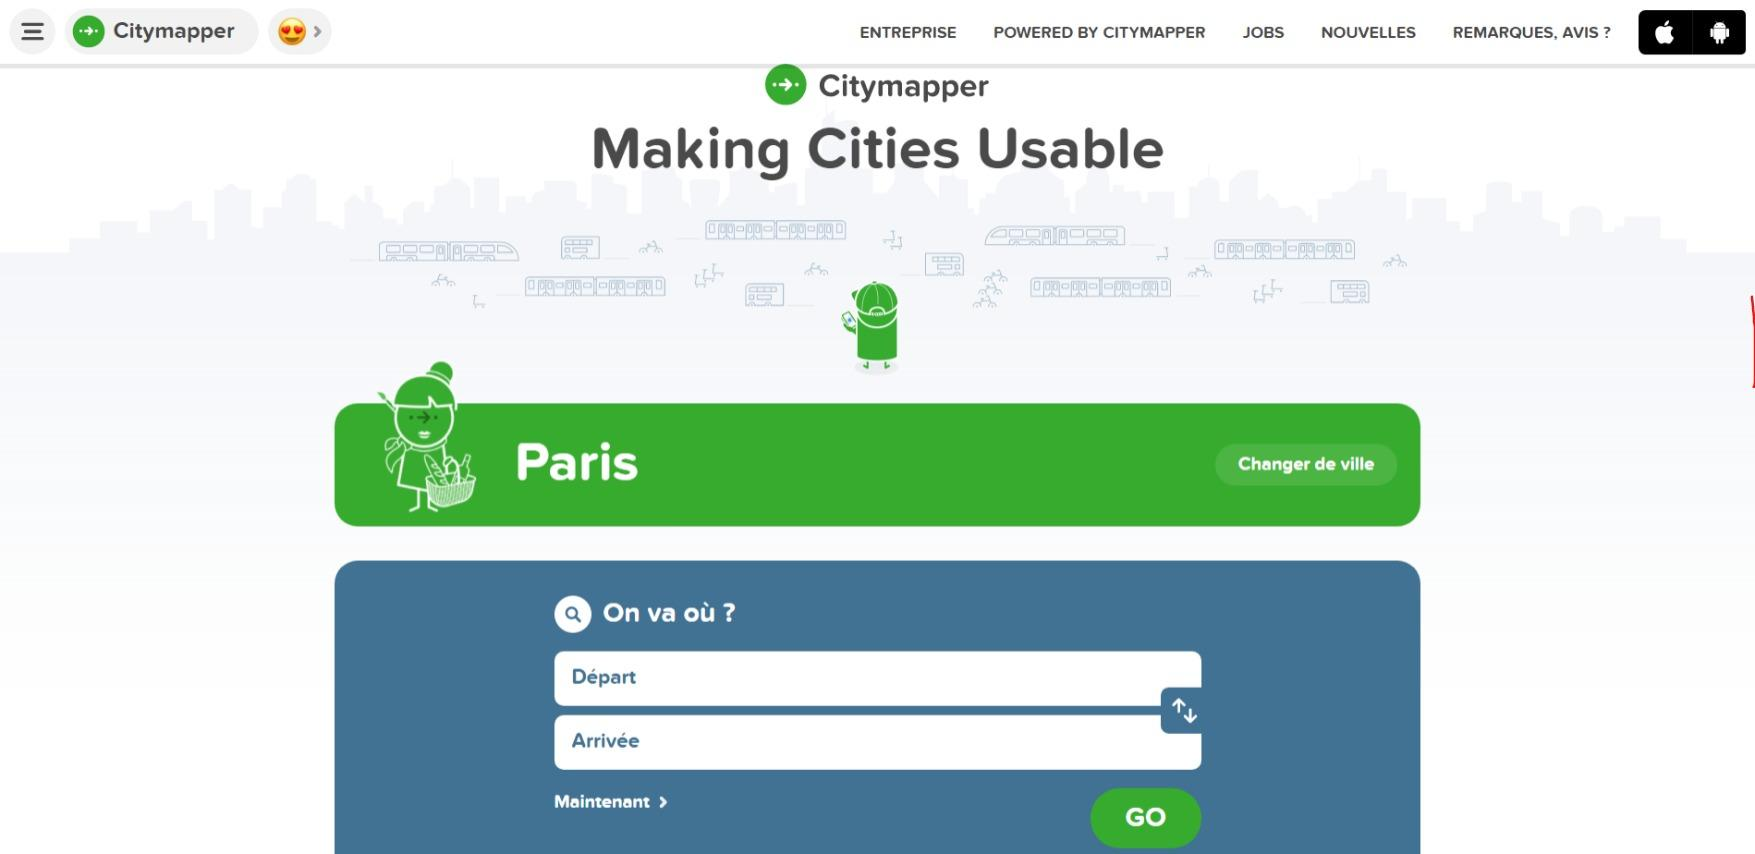 Citymapper
ENTREPRISE
POWERED BY CITYMAPPER
JOBS
NOUVELLES
REMARQUES, AVIS ?
Citymapper
Making Cities Usable
Paris
Changer de ville
On va où ?
Départ
Arrivée
Maintenant
GO